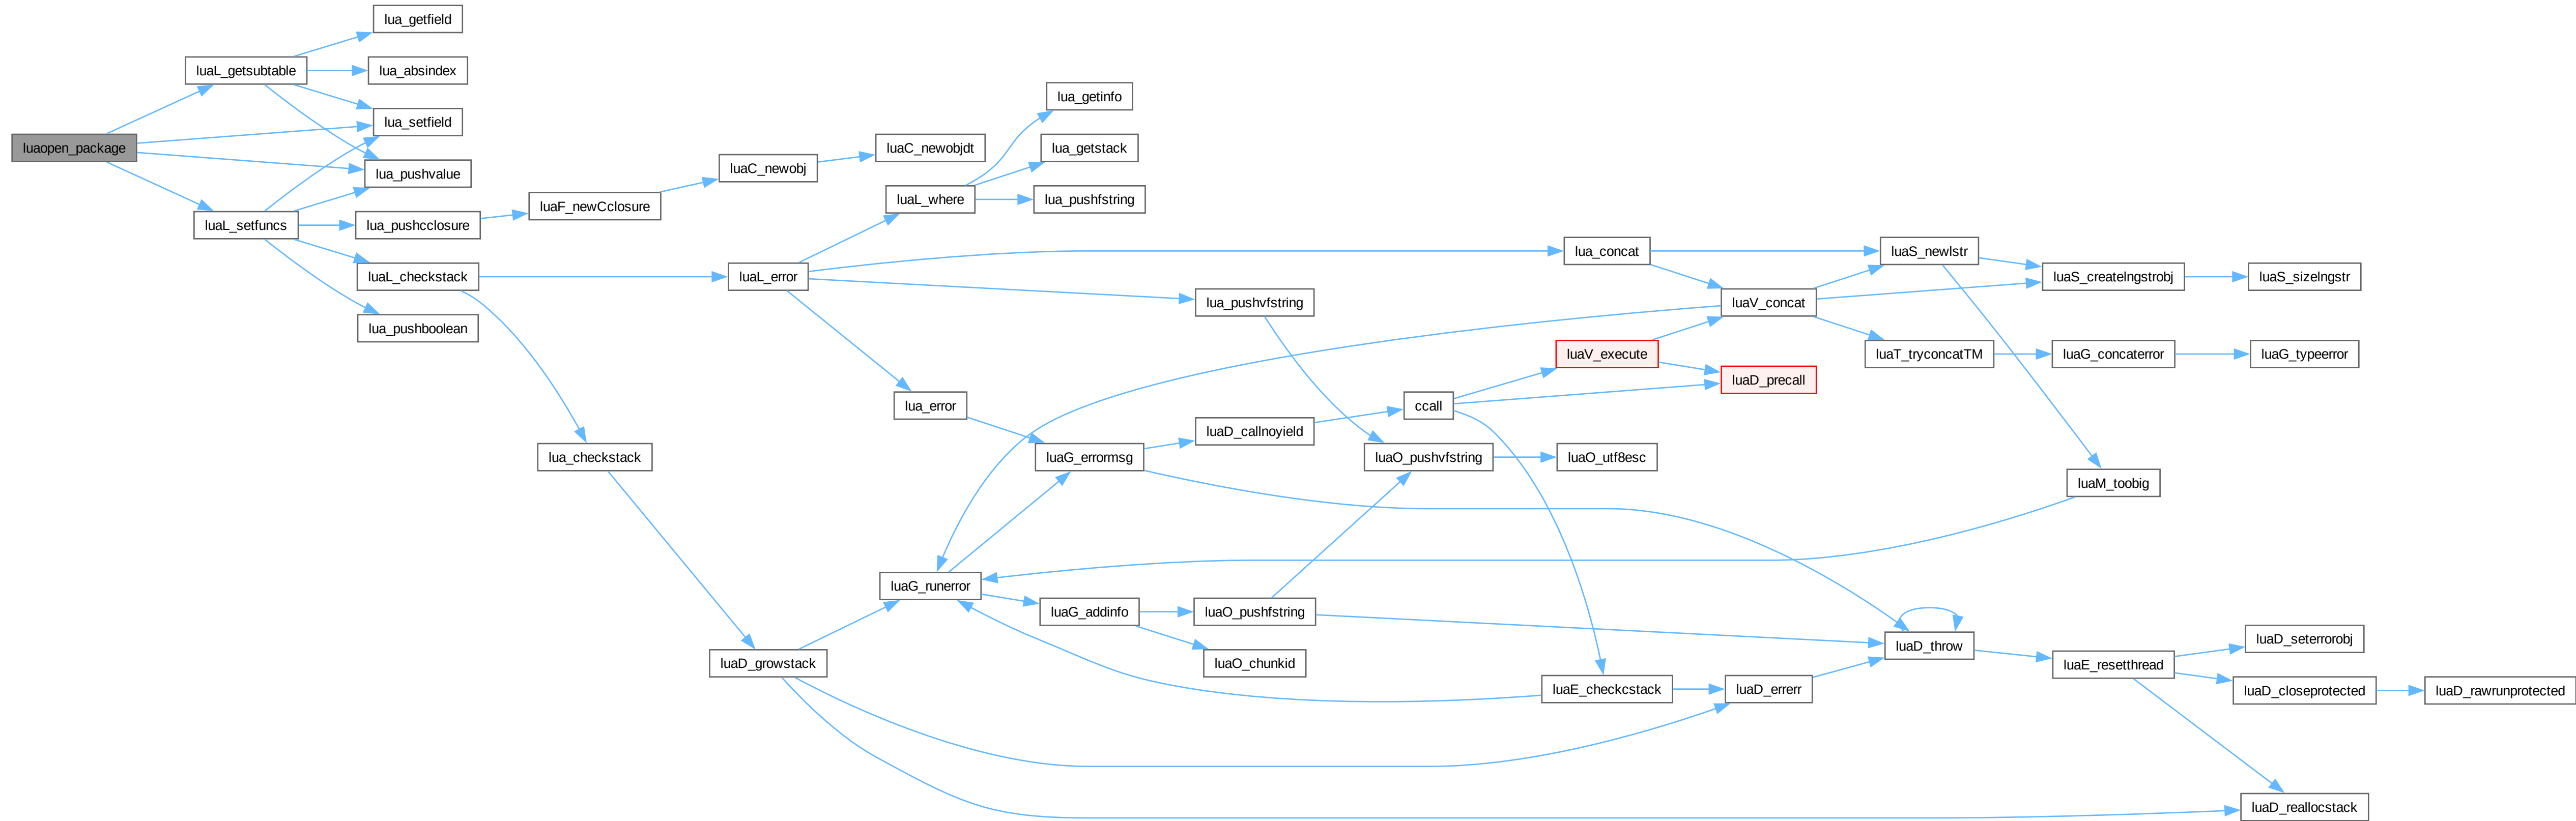 luaopen_package
luaL_getsubtable
lua_getfield
lua_absindex
lua_setfield
lua_pushvalue
luaL_setfuncs
lua_pushcclosure
luaL_checkstack
lua_pushboolean
luaF_newCclosure
luaC_newobj
luaC_newobjdt
lua_checkstack
luaL_error
luaL_where
lua_getinfo
lua_getstack
lua_pushfstring
lua_error
luaD_growstack
luaG_runerror
luaG_errormsg
luaG_addinfo
lua_pushvfstring
luaD_callnoyield
luaO_pushfstring
luaO_chunkid
ccall
luaO_pushvfstring
lua_concat
luaV_execute
luaO_utf8esc
luaE_checkcstack
luaV_concat
luaD_precall
luaD_errerr
luaS_newlstr
luaT_tryconcatTM
luaD_throw
luaS_createlngstrobj
luaG_concaterror
luaM_toobig
luaE_resetthread
luaS_sizelngstr
luaG_typeerror
luaD_seterrorobj
luaD_closeprotected
luaD_reallocstack
luaD_rawrunprotected